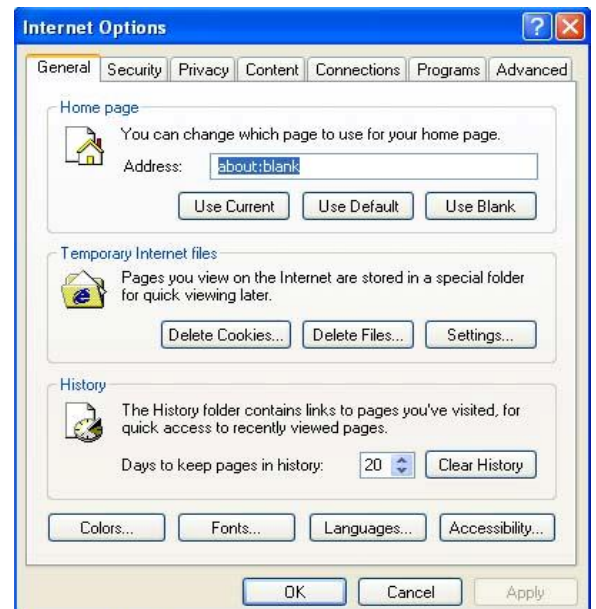 Internet Options
General Security Privacy Content Connections Programs Advanced
Home page
You can change which page to use for your home page.
Address: about:blank
Use Current Use Default Use Blank
Temporary Internet files
Pages you view on the Internet are stored in a special folder
for quick viewing later.
Delete Cookies... Delete Files... Settings...
History
The History folder contains links to pages you've visited, for
quick access to recently viewed pages.
Days to keep pages in history: 20 Clear History
Colors... Fonts... Languages... Accessibility...
OK Cancel Apply